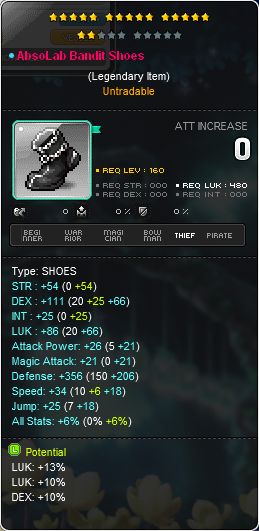 AbsoLab Bandit Shoes
(Legendary Item)
Untradable
ATT INCREASE
0
REQ LEV : 160
REQ STR : 000 REQ LUK : 480
REQ DEX : 000 REQ INT : 000
0 0 % 0 %
BEGINNER WARRIOR MAGICIAN BOWMAN THIEF PIRATE
Type: SHOES
STR : +54 (0 +54)
DEX : +111 (20 +25 +66)
INT : +25 (0 +25)
LUK : +86 (20 +66)
Attack Power: +26 (5 +21)
Magic Attack: +21 (0 +21)
Defense: +356 (150 +206)
Speed: +34 (10 +6 +18)
Jump: +25 (7 +18)
All Stats: +6% (0% +6%)
L Potential
LUK: +13%
LUK: +10%
DEX: +10%